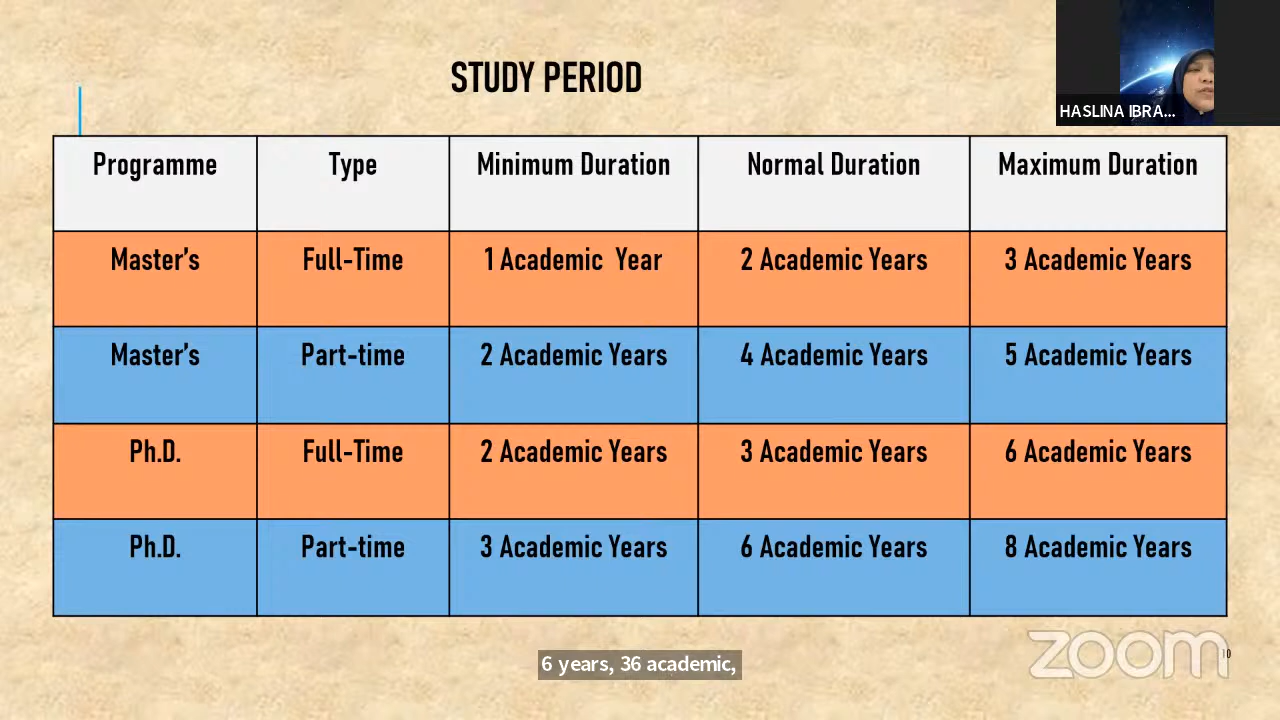 STUDY PERIOD
HASLINA IBRA...
Programme Type Minimum Duration Normal Duration Maximum Duration
Master's Full-Time 1 Academic Year 2 Academic Years 3 Academic Years
Master's Part-time 2 Academic Years 4 Academic Years 5 Academic Years
Ph.D. Full-Time 2 Academic Years 3 Academic Years 6 Academic Years
Ph.D. Part-time 3 Academic Years 6 Academic Years 8 Academic Years
zoom
10
6 years, 36 academic,